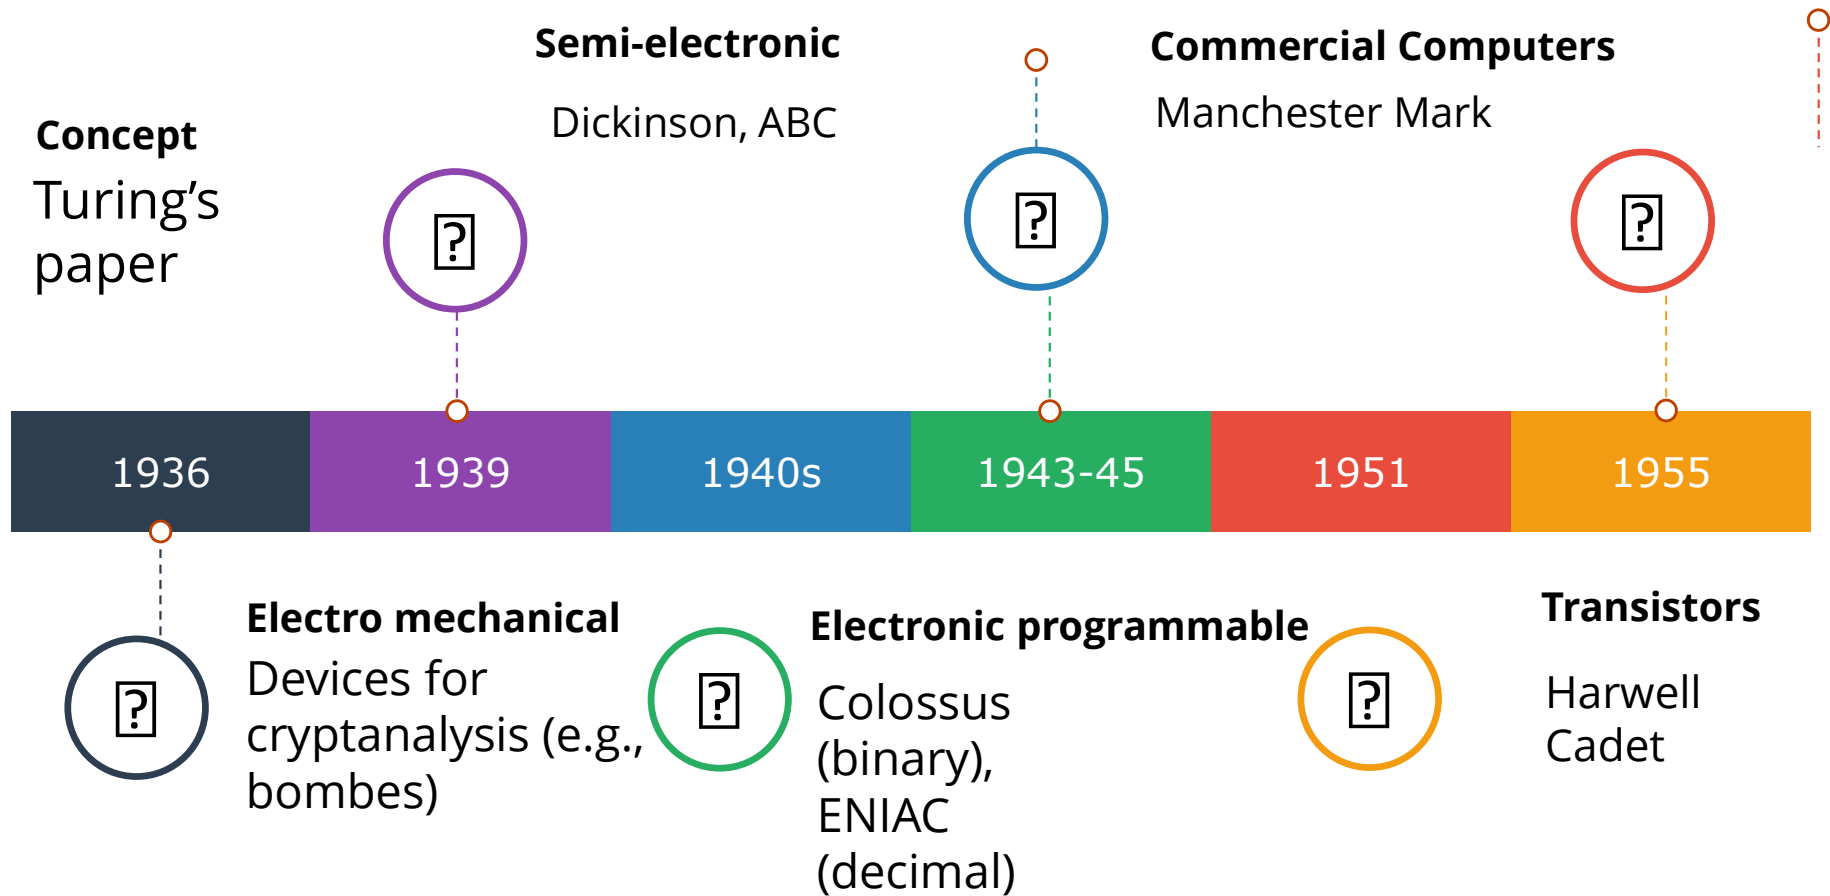 Semi-electronic
Dickinson, ABC
Commercial Computers
Manchester Mark
Concept
Turing’s
paper
1936
1939
1940s
1943-45
1951
1955
Electro mechanical
Devices for
cryptanalysis (e.g.,
bombes)
Electronic programmable
Colossus
(binary),
ENIAC
(decimal)
Transistors
Harwell
Cadet